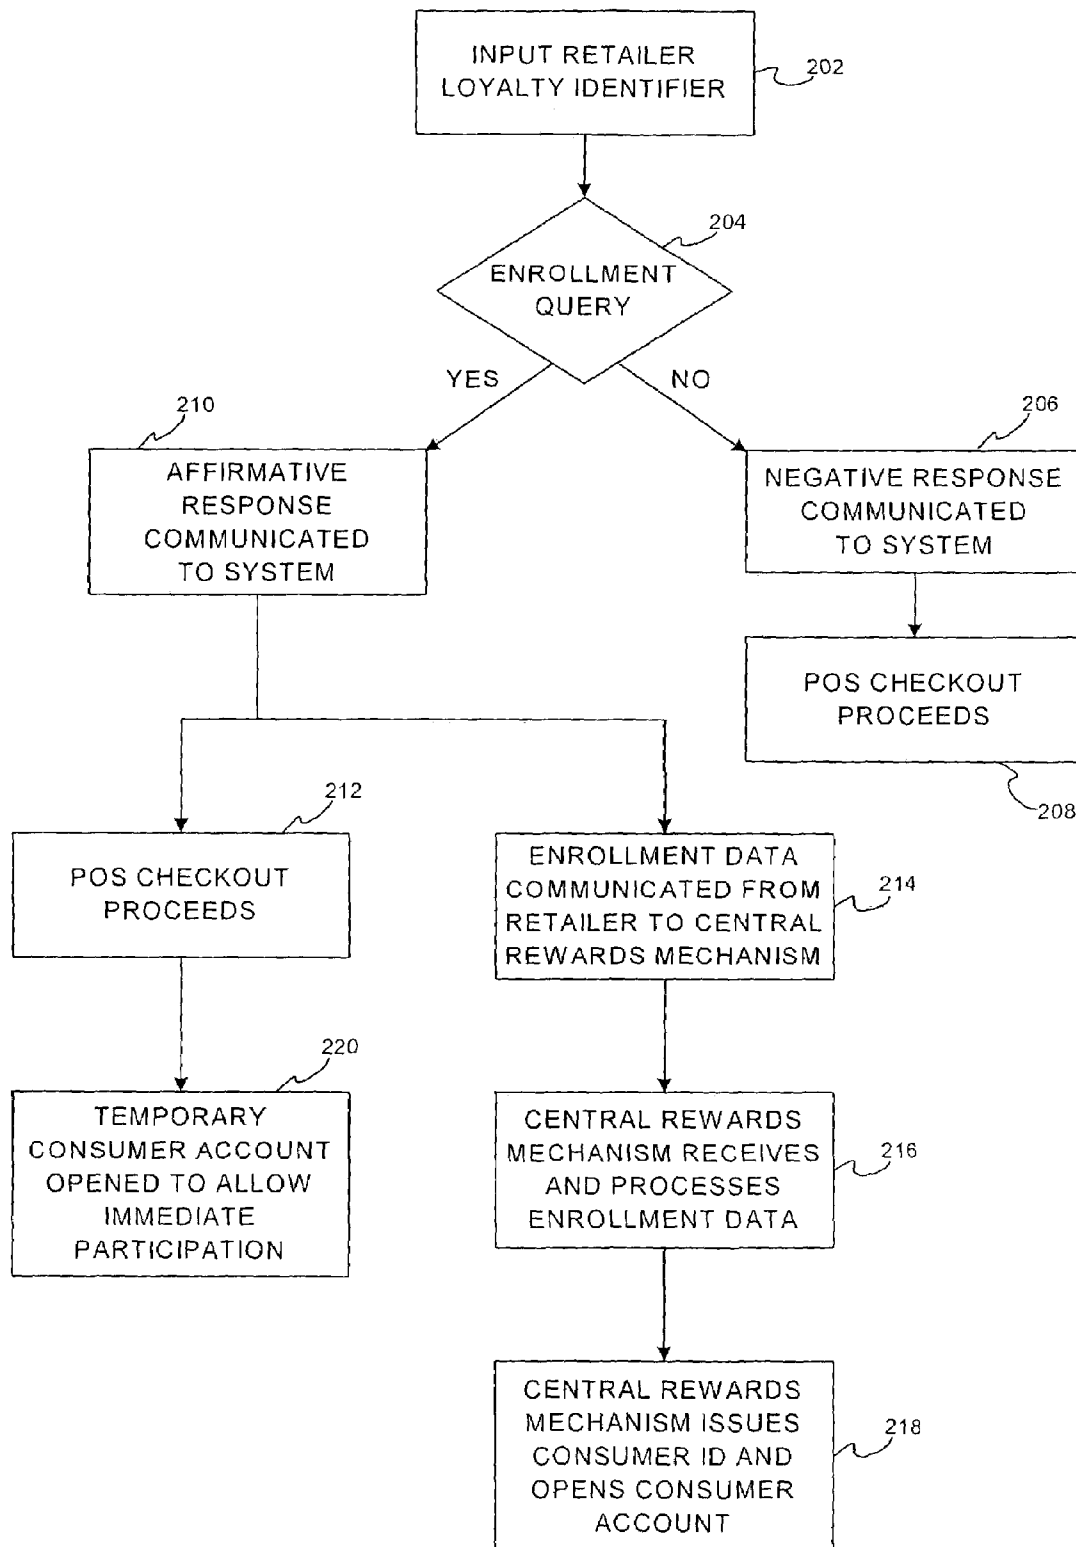 INPUT RETAILER
LOYALTY IDENTIFIER
202
204
ENROLLMENT
QUERY
YES
NO
210
AFFIRMATIVE
RESPONSE
COMMUNICATED
TO SYSTEM
206
NEGATIVE RESPONSE
COMMUNICATED
TO SYSTEM
POS CHECKOUT
PROCEEDS
208
212
POS CHECKOUT
PROCEEDS
ENROLLMENT DATA
COMMUNICATED FROM
RETAILER TO CENTRAL
REWARDS MECHANISM
214
220
TEMPORARY
CONSUMER ACCOUNT
OPENED TO ALLOW
IMMEDIATE
PARTICIPATION
CENTRAL REWARDS
MECHANISM RECEIVES
AND PROCESSES
ENROLLMENT DATA
216
CENTRAL REWARDS
MECHANISM ISSUES
CONSUMER ID AND
OPENS CONSUMER
ACCOUNT
218